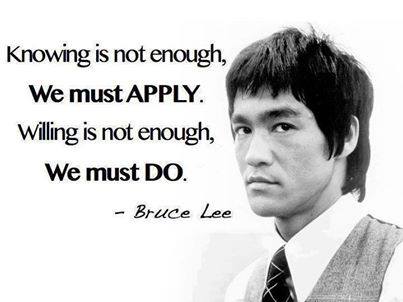 Knowing is not enough,
We must APPLY.
Willing is not enough,
We must DO.
- Bruce Lee